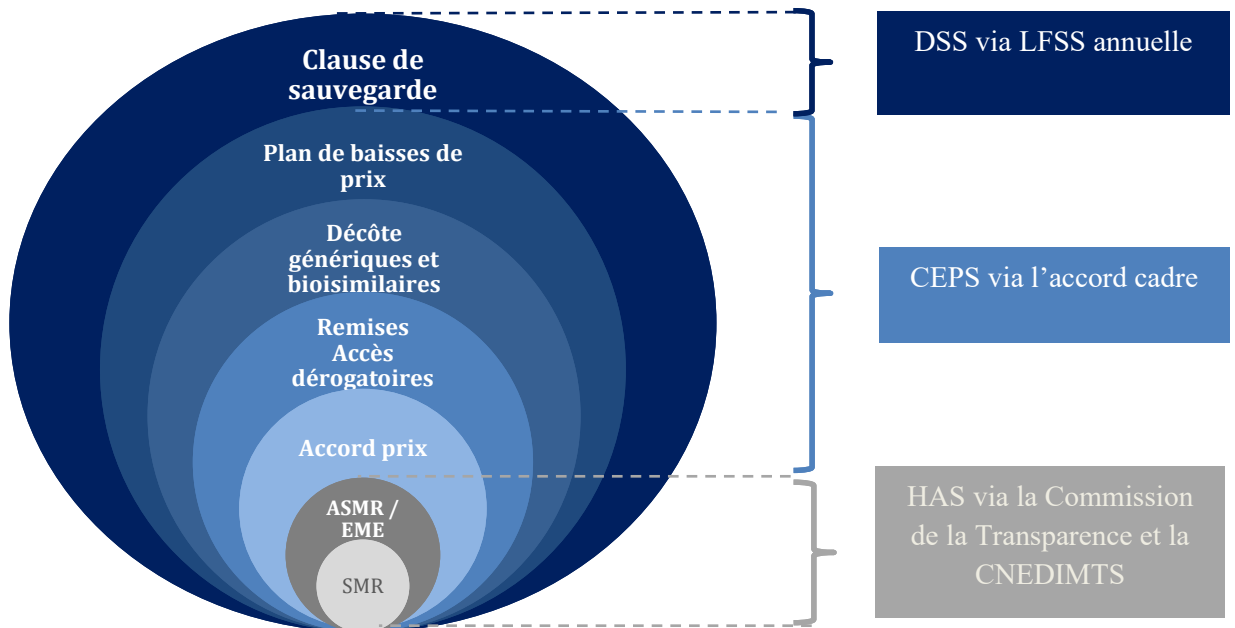 Clause de
sauvegarde
Plan de baisses de
prix
Décôte
génériques et
bioisimilaires
Remises
Accès
dérogatoires
Accord prix
ASMR /
EME
SMR
DSS via LFSS annuelle
CEPS via l’accord cadre
HAS via la Commission
de la Transparence et la
CNEDIMTS